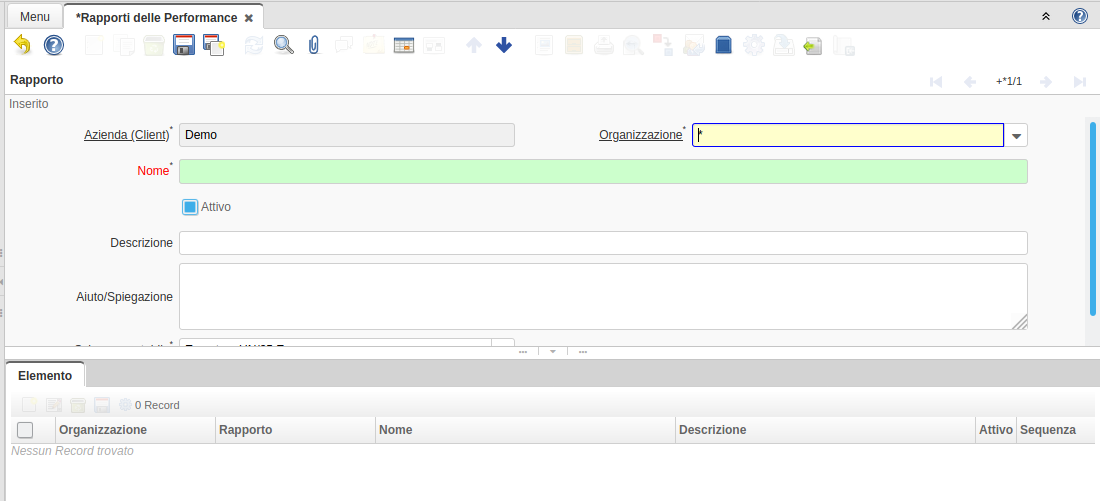 Menu
*Rapporti delle Performance
Rapporto
+*1/1
Inserito
Azienda (Client)* Demo Organizzazione* *
Nome*
Attivo
Descrizione
Aiuto/Spiegazione
Elemento
0 Record
Organizzazione Rapporto Nome Descrizione Attivo Sequenza
Nessun Record trovato